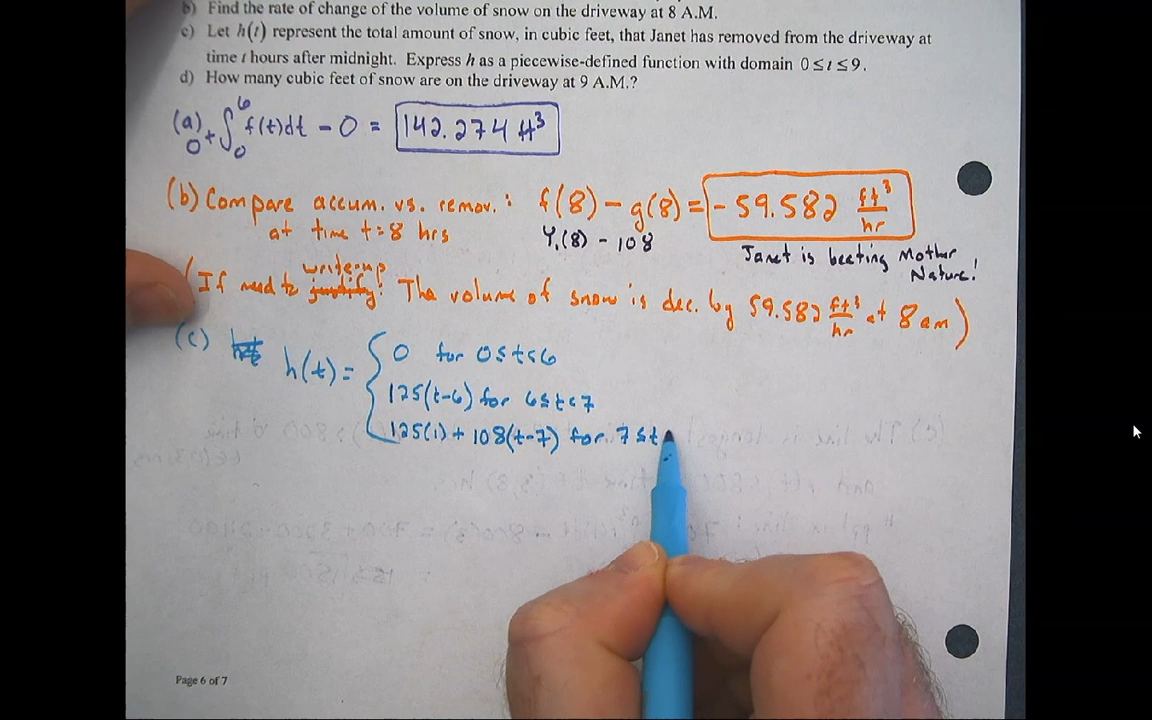 b) Find the rate of change of the volume of snow on the driveway at 8 A.M.
c) Let h(t) represent the total amount of snow, in cubic feet, that Janet has removed from the driveway at
time t hours after midnight. Express h as a piecewise-defined function with domain 0 ≤ t ≤ 9.
d) How many cubic feet of snow are on the driveway at 9 A.M.?
(a) 0 + ∫₀⁶ f(t)dt - 0 = 142.274 ft³
(b) Compare accum. vs. remov.: f(8) - g(8) = - 59.582 ft³/hr
at time t=8 hrs Y₁(8) - 108
Janet is beating Mother
Nature!
write-up
(If need to justify: The volume of snow is dec. by 59.582 ft³/hr at 8 am)
(c) h(t) = { 0 for 0≤t<6
125(t-6) for 6≤t<7
125(1) + 108(t-7) for 7≤t
Page 6 of 7